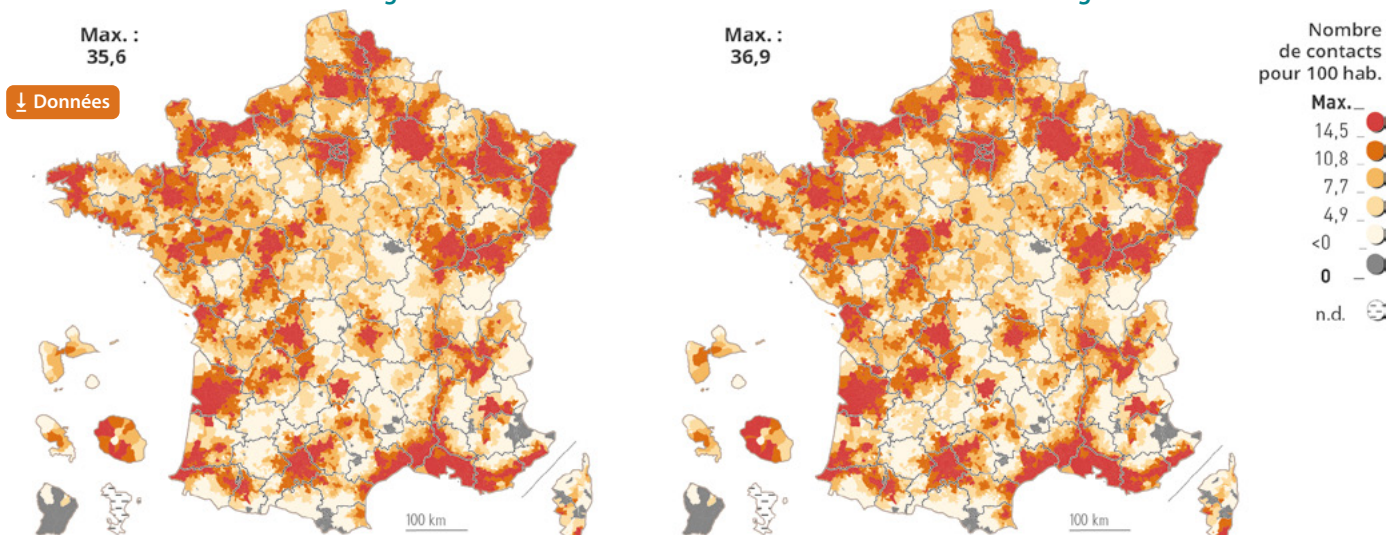 Max. :
35,6
Données
100 km
Max. :
36,9
100 km
Nombre
de contacts
pour 100 hab.
Max.
14,5
10,8
7,7
4,9
<0
0
n.d.